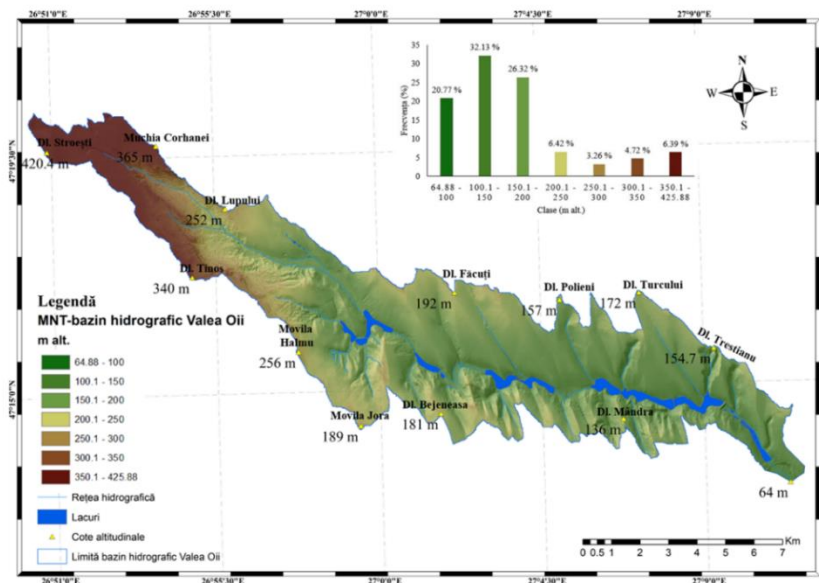 26°51'0"E
26°55'30"E
27°0'0"E
27°4'30"E
27°9'0"E
47°19'30"N
47°15'0"N
Frecvența (%)
35
30
25
20
15
10
5
0
20.77 %
32.13 %
26.32 %
6.42 %
3.26 %
4.72 %
6.39 %
64.88 - 100
100.1 - 150
150.1 - 200
200.1 - 250
250.1 - 300
300.1 - 350
350.1 - 425.88
Clase (m alt.)
N
W E
S
Dl. Stroești
420.4 m
Muchia Corhanei
365 m
Dl. Lupului
252 m
Dl. Tinos
340 m
Dl. Făcuți
192 m
Dl. Polieni
157 m
Dl. Turcului
172 m
Dl. Trestianu
154.7 m
Movila
Halmu
256 m
Movila Jora
189 m
Dl. Bejeneasa
181 m
Dl. Mândra
136 m
64 m
Legendă
MNT-bazin hidrografic Valea Oii
m alt.
64.88 - 100
100.1 - 150
150.1 - 200
200.1 - 250
250.1 - 300
300.1 - 350
350.1 - 425.88
Rețea hidrografică
Lacuri
Cote altitudinale
Limită bazin hidrografic Valea Oii
0 0.5 1 2 3 4 5 6 7
Km
26°51'0"E
26°55'30"E
27°0'0"E
27°4'30"E
27°9'0"E